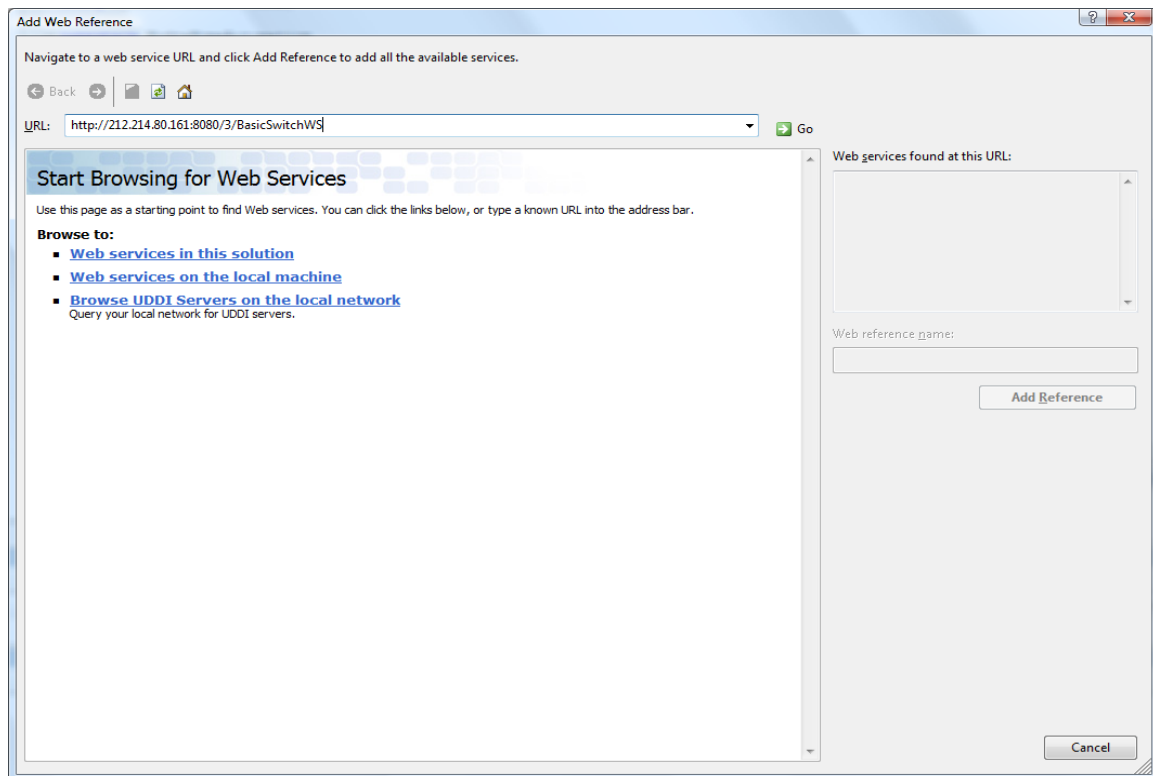 Add Web Reference
Navigate to a web service URL and click Add Reference to add all the available services.
Back
URL: http://212.214.80.161:8080/3/BasicSwitchWS Go
Start Browsing for Web Services
Use this page as a starting point to find Web services. You can click the links below, or type a known URL into the address bar.
Browse to:
Web services in this solution
Web services on the local machine
Browse UDDI Servers on the local network
Query your local network for UDDI servers.
Web services found at this URL:
Web reference name:
Add Reference
Cancel